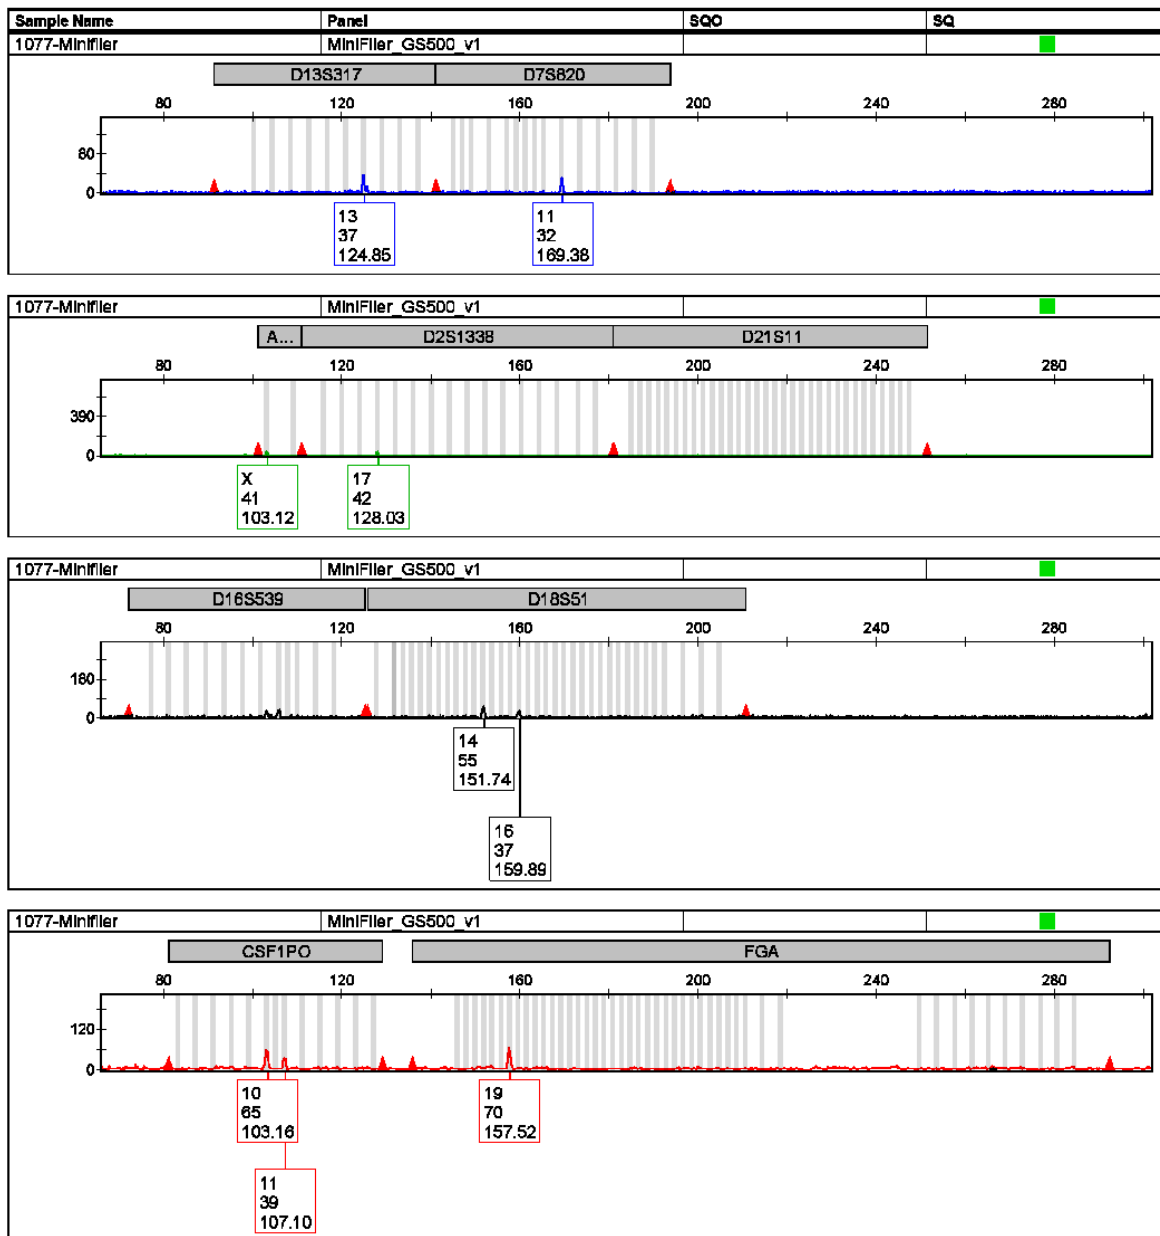 Sample Name Panel SQO SQ
1077-Minifiler MiniFiler_GS500_v1
D13S317 D7S820
80 120 160 200 240 280
80
0
13 11
37 32
124.85 169.38
1077-Minifiler MiniFiler_GS500_v1
A... D2S1338 D21S11
80 120 160 200 240 280
390
0
X 17
41 42
103.12 128.03
1077-Minifiler MiniFiler_GS500_v1
D16S539 D18S51
80 120 160 200 240 280
180
0
14
55
151.74
16
37
159.89
1077-Minifiler MiniFiler_GS500_v1
CSF1PO FGA
80 120 160 200 240 280
120
0
10 19
65 70
103.16 157.52
11
39
107.10